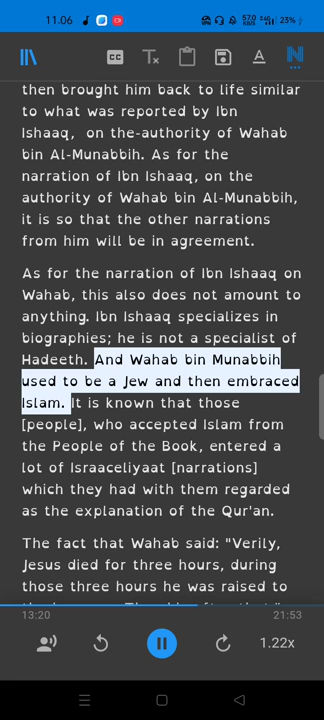 11.06
57.0
KB/S
23%
CC
then brought him back to life similar
to what was reported by Ibn
Ishaaq, on the-authority of Wahab
bin Al-Munabbih. As for the
narration of Ibn Ishaaq, on the
authority of Wahab bin Al-Munabbih,
it is so that the other narrations
from him will be in agreement.
As for the narration of Ibn Ishaaq on
Wahab, this also does not amount to
anything. Ibn Ishaaq specializes in
biographies; he is not a specialist of
Hadeeth. And Wahab bin Munabbih
used to be a Jew and then embraced
Islam. It is known that those
[people], who accepted Islam from
the People of the Book, entered a
lot of Israaceliyaat [narrations]
which they had with them regarded
as the explanation of the Qur'an.
The fact that Wahab said: "Verily,
Jesus died for three hours, during
those three hours he was raised to
13:20
21:53
1.22x